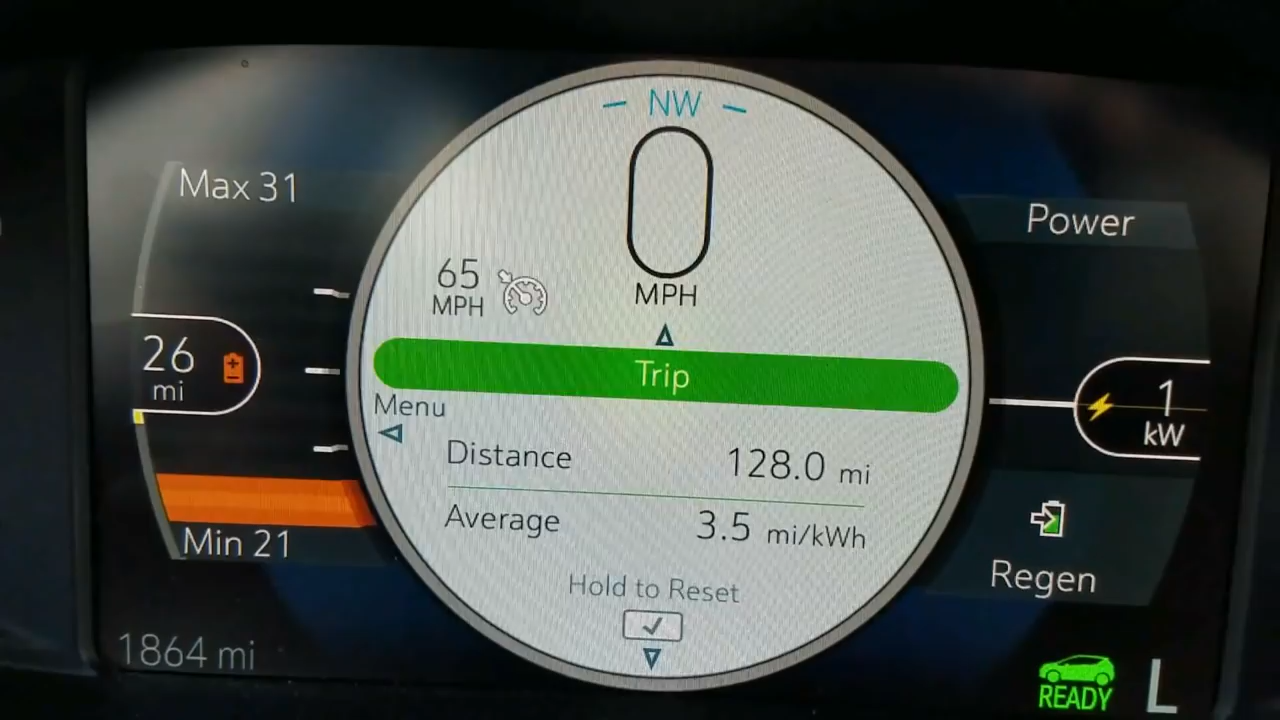 NW
Max 31
0
Power
65
MPH
MPH
26
mi
Trip
1
kW
Menu
Distance 128.0 mi
Average 3.5 mi/kWh
Min 21
Regen
Hold to Reset
1864 mi
READY
L